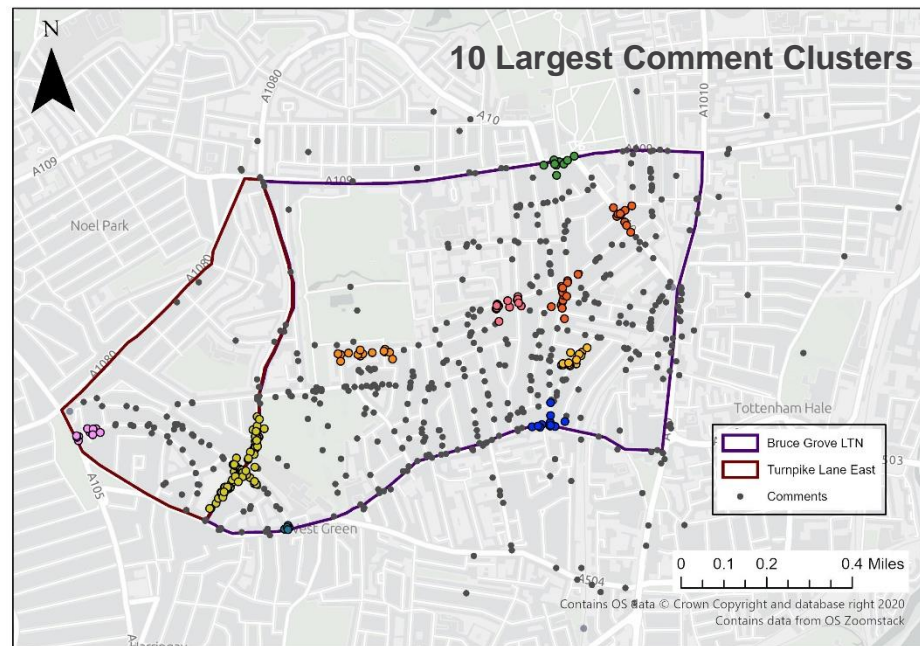 10 Largest Comment Clusters
N
A1080
A10
A1010
A109
A109
A109
Noel Park
A1080
A1080
A105
West Green
A504
Tottenham Hale
503
Bruce Grove LTN
Turnpike Lane East
Comments
0 0.1 0.2 0.4 Miles
Contains OS data © Crown Copyright and database right 2020
Contains data from OS Zoomstack
Harringay